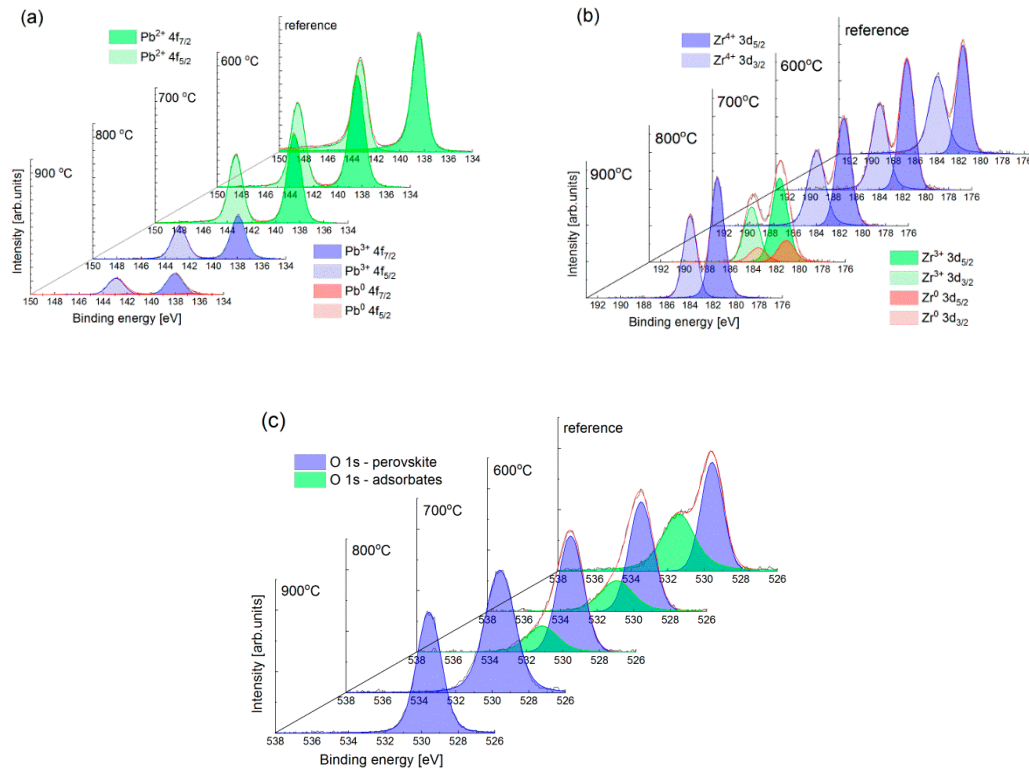 (a)
Pb²⁺ 4f₇/₂
Pb²⁺ 4f₅/₂
reference
600 °C
700 °C
800 °C
900 °C
150 148 146 144 142 140 138 136 134
150 148 146 144 142 140 138 136 134
150 148 146 144 142 140 138 136 134
150 148 146 144 142 140 138 136 134
150 148 146 144 142 140 138 136 134
Intensity [arb.units]
Binding energy [eV]
Pb³⁺ 4f₇/₂
Pb³⁺ 4f₅/₂
Pb⁰ 4f₇/₂
Pb⁰ 4f₅/₂
(b)
Zr⁴⁺ 3d₅/₂
Zr⁴⁺ 3d₃/₂
reference
600°C
700°C
800°C
900°C
192 190 188 186 184 182 180 178 176
192 190 188 186 184 182 180 178 176
192 190 188 186 184 182 180 178 176
192 190 188 186 184 182 180 178 176
192 190 188 186 184 182 180 178 176
Intensity [arb.units]
Binding energy [eV]
Zr³⁺ 3d₅/₂
Zr³⁺ 3d₃/₂
Zr⁰ 3d₅/₂
Zr⁰ 3d₃/₂
(c)
O 1s - perovskite
O 1s - adsorbates
reference
600°C
700°C
800°C
900°C
538 536 534 532 530 528 526
538 536 534 532 530 528 526
538 536 534 532 530 528 526
538 536 534 532 530 528 526
538 536 534 532 530 528 526
Intensity [arb.units]
Binding energy [eV]